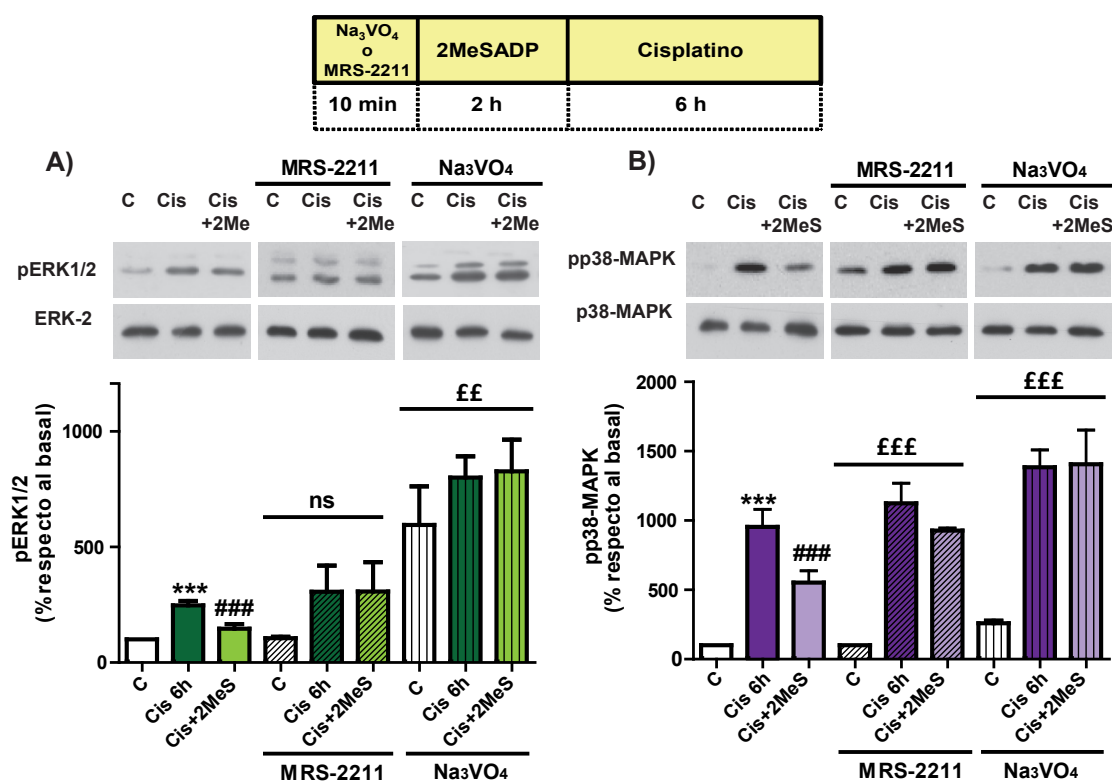 Na₃VO₄
o
MRS-2211
2MeSADP
Cisplatino
10 min
2 h
6 h
A)
MRS-2211
Na₃VO₄
C Cis Cis C Cis Cis C Cis Cis
+2Me +2Me +2Me
pERK1/2
ERK-2
pERK1/2
(% respecto al basal)
1000
500
0
***
###
ns
££
C
Cis 6h
Cis+2MeS
C
Cis 6h
Cis+2MeS
C
Cis 6h
Cis+2MeS
MRS-2211
Na₃VO₄
B)
MRS-2211
Na₃VO₄
C Cis Cis C Cis Cis C Cis Cis
+2MeS +2MeS +2MeS
pp38-MAPK
p38-MAPK
pp38-MAPK
(% respecto al basal)
2000
1500
1000
500
0
***
###
£££
£££
C
Cis 6h
Cis+2MeS
C
Cis 6h
Cis+2MeS
C
Cis 6h
Cis+2MeS
MRS-2211
Na₃VO₄